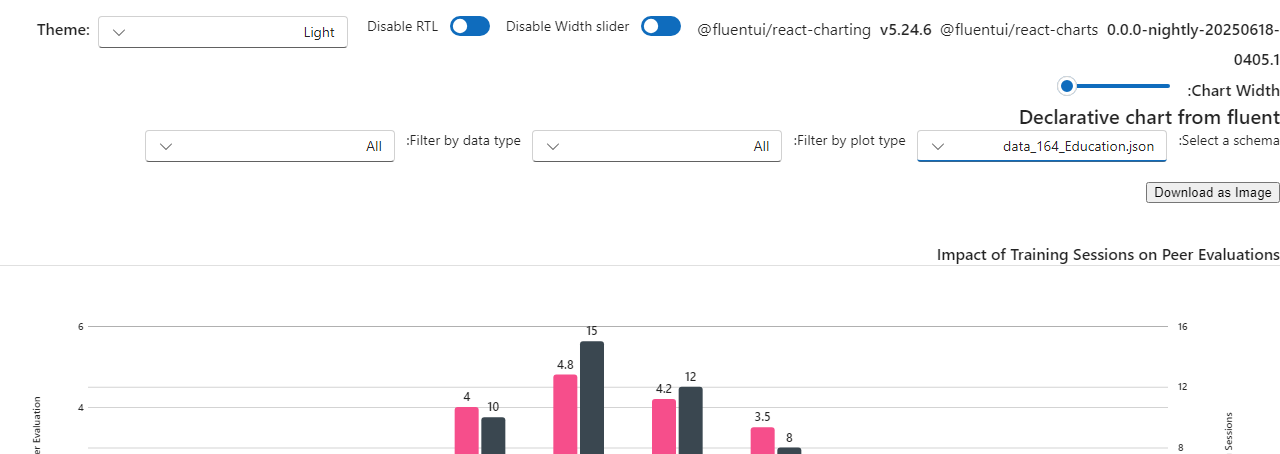 Theme: Light Disable RTL Disable Width slider @fluentui/react-charting v5.24.6 @fluentui/react-charts 0.0.0-nightly-20250618-
0405.1
:Chart Width
Declarative chart from fluent
:Select a schema data_164_Education.json :Filter by plot type All :Filter by data type All
Download as Image
Impact of Training Sessions on Peer Evaluations
6 15 16
4.8
12 12
4.2
4 10 4
3.5
8 8
Evaluation
Sessions